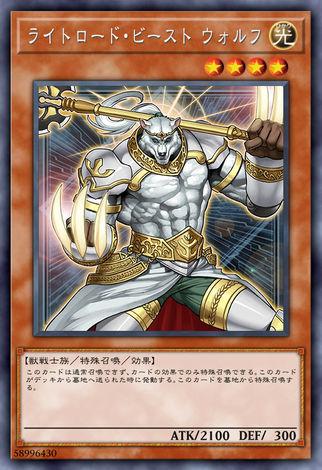 ライトロード・ビースト ウォルフ
光
【獣戦士族／特殊召喚／効果】
このカードは通常召喚できず、カードの効果でのみ特殊召喚できる。このカード
がデッキから墓地へ送られた時に発動する。このカードを墓地から特殊召喚す
る。
ATK/2100 DEF/ 300
58996430